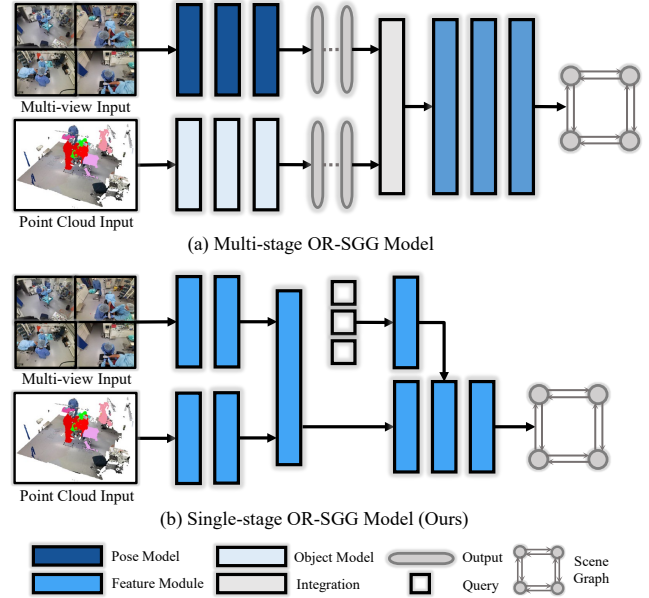 Multi-view Input
Point Cloud Input
(a) Multi-stage OR-SGG Model
Multi-view Input
Point Cloud Input
(b) Single-stage OR-SGG Model (Ours)
Pose Model
Object Model
Output
Scene
Graph
Feature Module
Integration
Query